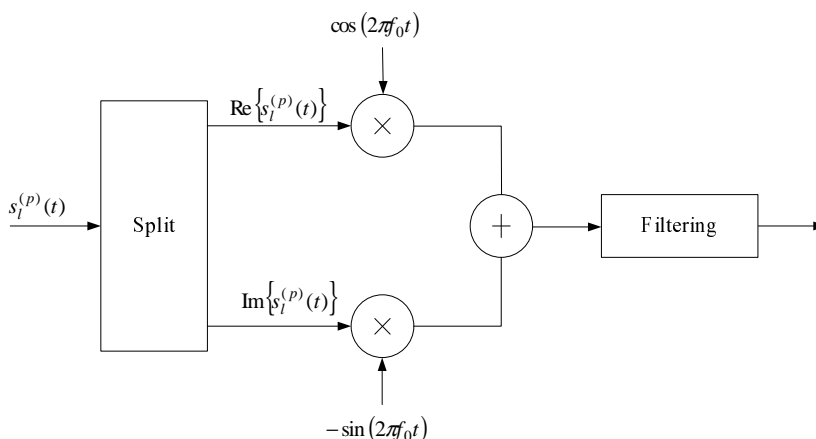 cos(2πf₀t)
Re{s_l^(p)(t)}
×
s_l^(p)(t)
Split
+
Filtering
Im{s_l^(p)(t)}
×
−sin(2πf₀t)